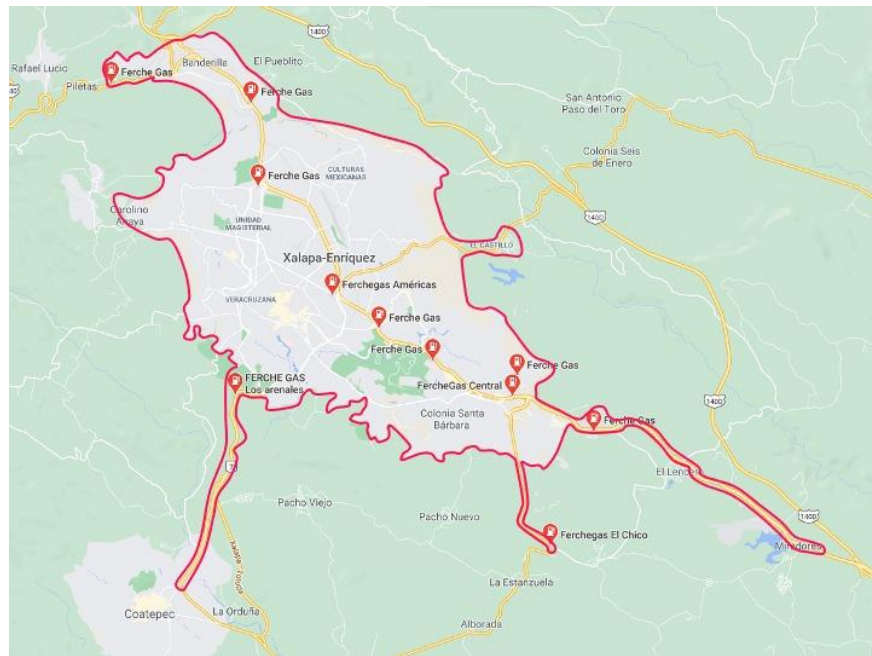 1400
Banderilla
El Pueblito
Rafael Lucio
Piletas
Ferche Gas
Ferche Gas
San Antonio
Paso del Toro
1400
Colonia Seis
de Enero
Ferche Gas
CULTURAS
MEXICANAS
Carolino
Anaya
UNIDAD
MAGISTERIAL
1400
EL CASTILLO
Xalapa-Enríquez
Ferchegas Américas
VERACRUZANA
Ferche Gas
Ferche Gas
Ferche Gas
FERCHE GAS
Los arenales
FercheGas Central
1400
Colonia Santa
Bárbara
Ferche Gas
El Lencero
Pacho Viejo
Pacho Nuevo
1400
Ferchegas El Chico
Miradores
Xalapa - Totutla
La Estanzuela
Coatepec
La Orduña
Alborada